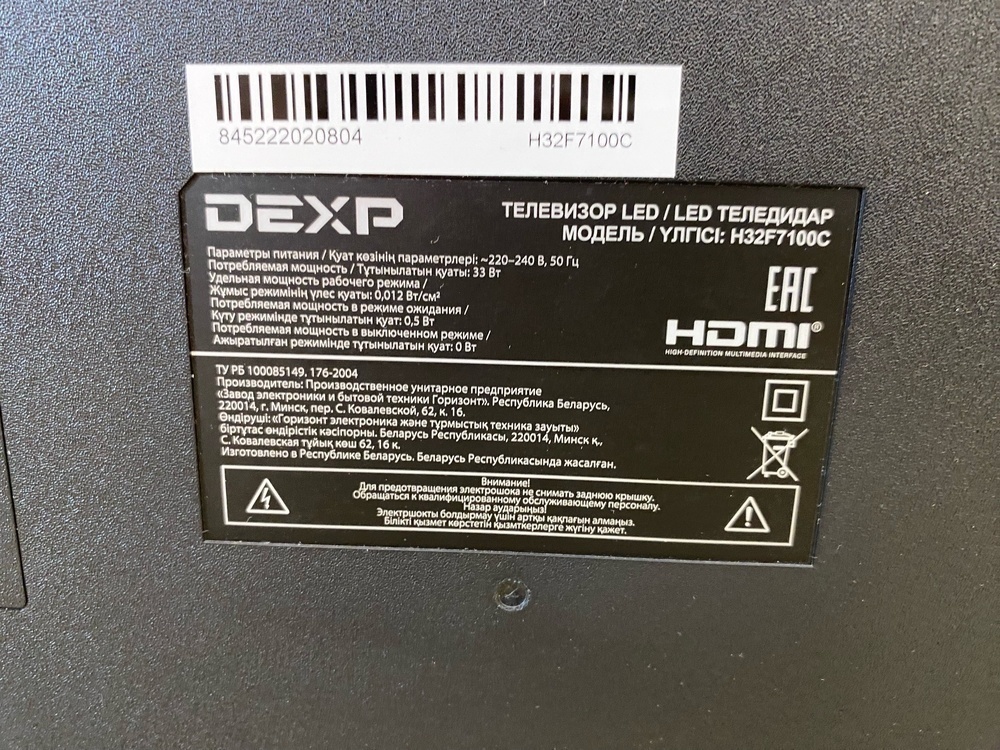 845222020804 H32F7100C
DEXP
ТЕЛЕВИЗОР LED / LED ТЕЛЕДИДАР
МОДЕЛЬ / ҮЛГІСІ: H32F7100C
Параметры питания / Қуат көзінің параметрлері: ~220–240 В, 50 Гц
Потребляемая мощность / Тұтынылатын қуаты: 33 Вт
Удельная мощность рабочего режима /
Жұмыс режимінің үлес қуаты: 0,012 Вт/см²
Потребляемая мощность в режиме ожидания /
Күту режимінде тұтынылатын қуат: 0,5 Вт
Потребляемая мощность в выключенном режиме /
Ажыратылған режимінде тұтынылатын қуат: 0 Вт
EAC
HDMI®
HIGH-DEFINITION MULTIMEDIA INTERFACE
ТУ РБ 100085149. 176-2004
Производитель: Производственное унитарное предприятие
«Завод электроники и бытовой техники Горизонт». Республика Беларусь,
220014, г. Минск, пер. С. Ковалевской, 62, к. 16.
Өндіруші: «Горизонт электроника және тұрмыстық техника зауыты»
біртұтас өндірістік кәсіпорны. Беларусь Республикасы, 220014, Минск қ.,
С. Ковалевская тұйық көш 62, 16 к.
Изготовлено в Республике Беларусь. Беларусь Республикасында жасалған.
Внимание!
Для предотвращения электрошока не снимать заднюю крышку.
Обращаться к квалифицированному обслуживающему персоналу.
Назар аударыңыз!
Электршокты болдырмау үшін артқы қақпағын алмаңыз.
Білікті қызмет көрсететін қызметкерлерге жүгіну қажет.